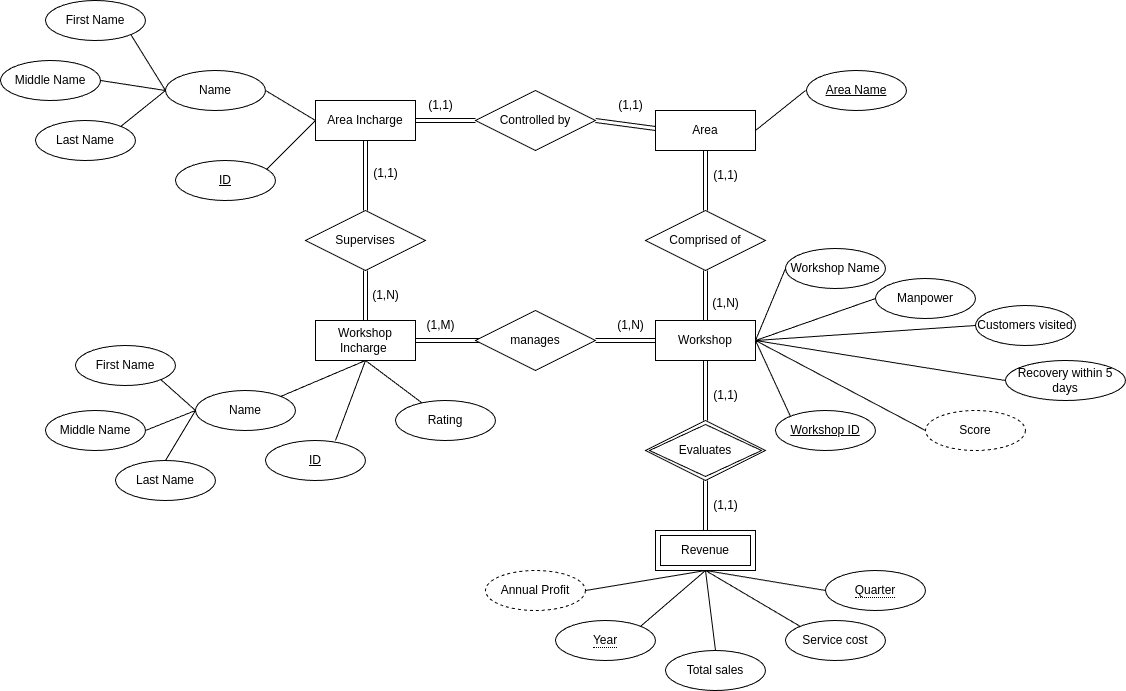 First Name
Middle Name
Name
Last Name
ID
Area Incharge
(1,1)
Controlled by
(1,1)
Area
Area Name
(1,1)
Supervises
(1,N)
(1,1)
Comprised of
(1,N)
Workshop
Incharge
(1,M)
manages
(1,N)
Workshop
Workshop Name
Manpower
Customers visited
Recovery within 5
days
Score
Workshop ID
First Name
Middle Name
Name
Last Name
ID
Rating
(1,1)
Evaluates
(1,1)
Revenue
Annual Profit
Year
Total sales
Service cost
Quarter